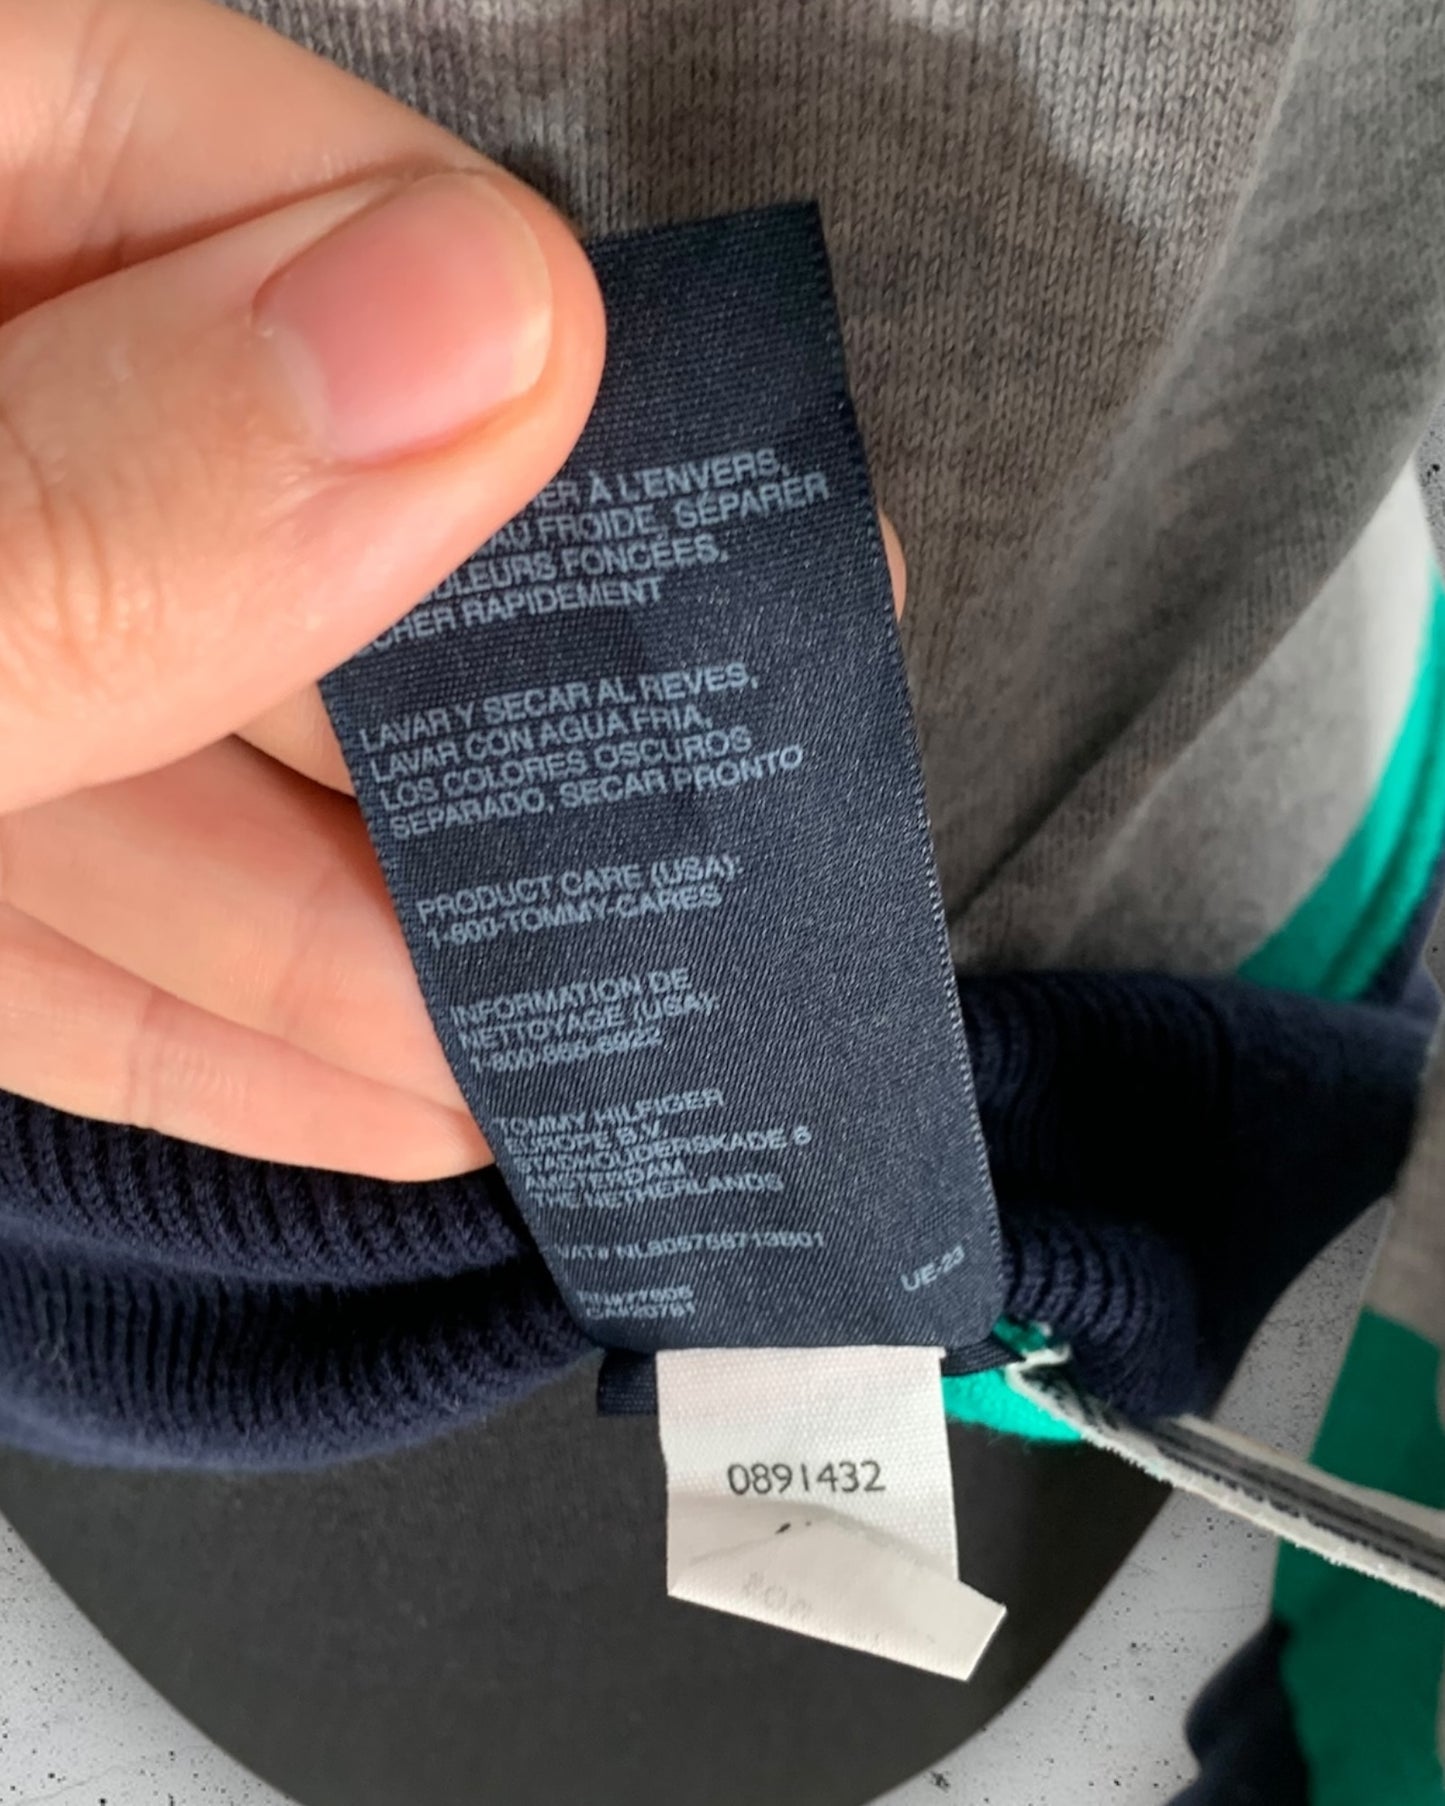 À L'ENVERS,
FROIDE, SÉPARER
FONCÉES,
RAPIDEMENT
LAVAR Y SECAR AL REVES,
LAVAR CON AGUA FRIA,
LOS COLORES OSCUROS
SEPARADO, SECAR PRONTO
PRODUCT CARE (USA):
1-800-TOMMY-CARES
INFORMATION DE
NETTOYAGE (USA):
TOMMY HILFIGER
EUROPE B.V.
STADHOUDERSKADE 6
AMSTERDAM
THE NETHERLANDS
VAT# NL805758713B01
UE-23
0891432